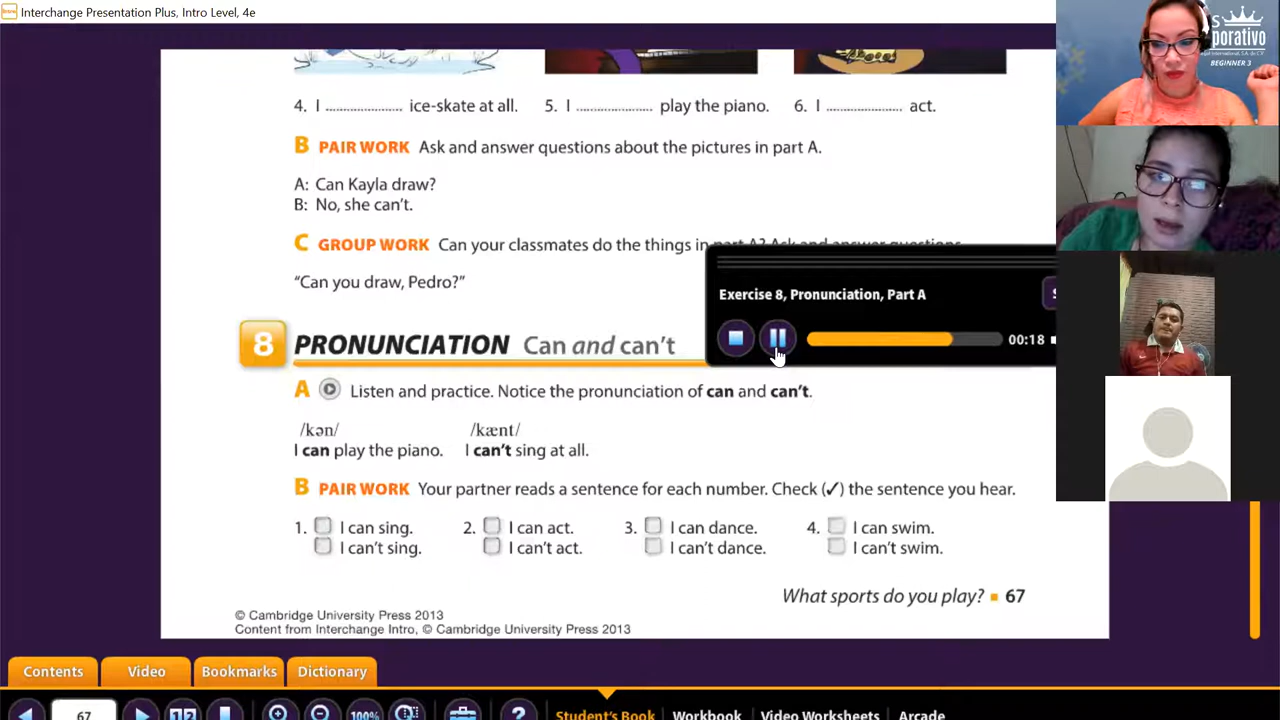 Interchange Presentation Plus, Intro Level, 4e
S
porativo
BEGINNER 3
4. I .................... ice-skate at all. 5. I .................... play the piano. 6. I .................... act.
B PAIR WORK Ask and answer questions about the pictures in part A.
A: Can Kayla draw?
B: No, she can't.
C GROUP WORK Can your classmates do the things in part A? Ask and answer questions.
"Can you draw, Pedro?"
Exercise 8, Pronunciation, Part A
00:18
8 PRONUNCIATION Can and can't
A Listen and practice. Notice the pronunciation of can and can't.
/kən/ /kænt/
I can play the piano. I can't sing at all.
B PAIR WORK Your partner reads a sentence for each number. Check (✓) the sentence you hear.
1. I can sing. 2. I can act. 3. I can dance. 4. I can swim.
I can't sing. I can't act. I can't dance. I can't swim.
What sports do you play? ▪ 67
© Cambridge University Press 2013
Content from Interchange Intro, © Cambridge University Press 2013
Contents Video Bookmarks Dictionary
67 100% ? Student's Book Workbook Video Worksheets Arcade